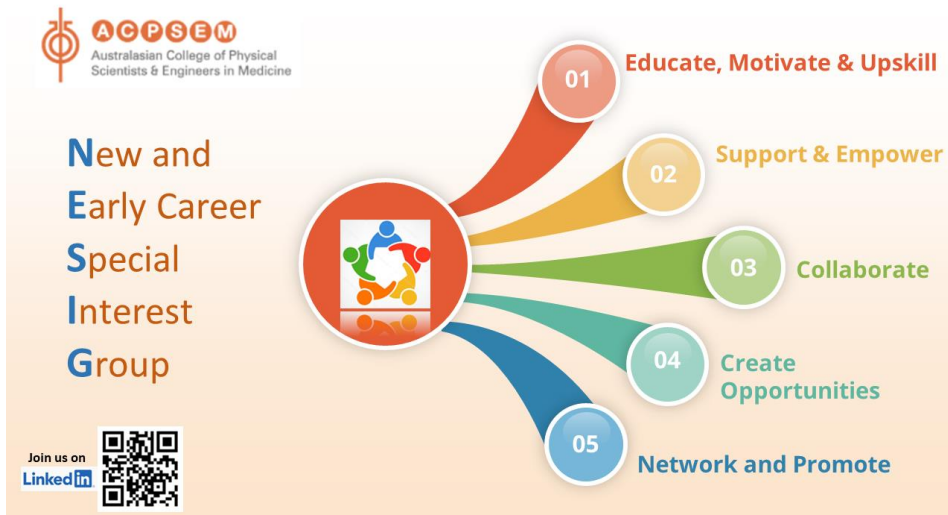 ACPSEM
Australasian College of Physical
Scientists & Engineers in Medicine
New and
Early Career
Special
Interest
Group
01
Educate, Motivate & Upskill
02
Support & Empower
03
Collaborate
04
Create
Opportunities
05
Network and Promote
Join us on
Linkedin